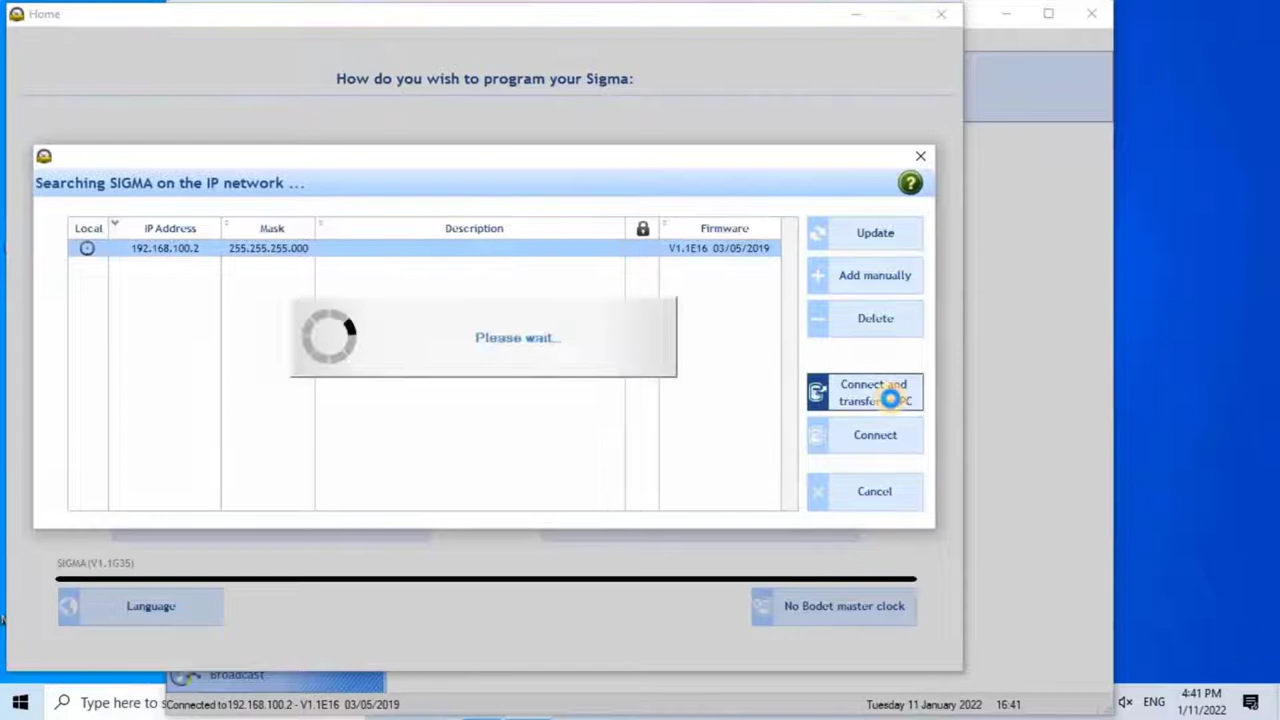 Home
How do you wish to program your Sigma:
Searching SIGMA on the IP network ...
?
Local IP Address Mask Description Firmware
192.168.100.2 255.255.255.000 V1.1E16 03/05/2019
Update
Add manually
Delete
Please wait...
Connect and
PC
Connect
Cancel
SIGMA(V1.1G35)
Language
No Bodet master clock
Broadcast
Type here to s
Connected to192.168.100.2 - V1.1E16 03/05/2019
Tuesday 11 January 2022 16:41
ENG
4:41 PM
1/11/2022